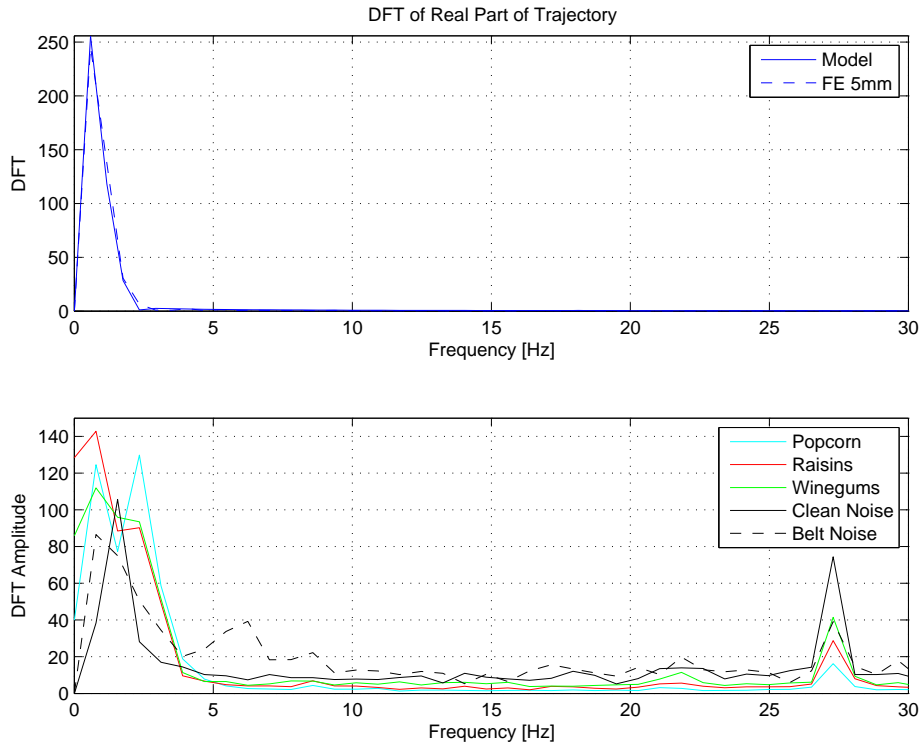 DFT of Real Part of Trajectory
250
200
150
100
50
0
DFT
Model
FE 5mm
0 5 10 15 20 25 30
Frequency [Hz]
140
120
100
80
60
40
20
0
DFT Amplitude
Popcorn
Raisins
Winegums
Clean Noise
Belt Noise
0 5 10 15 20 25 30
Frequency [Hz]